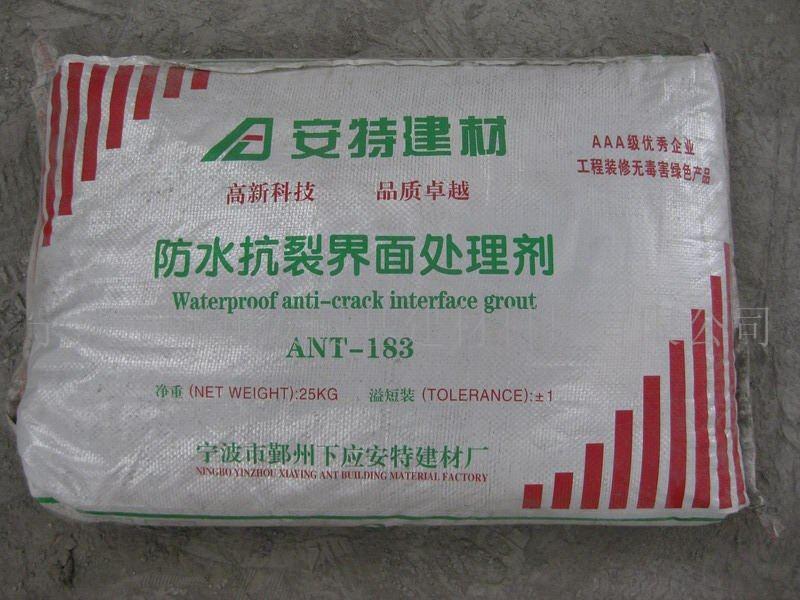 安特建材
AAA级优秀企业
工程装修无毒害绿色产品
高新科技 品质卓越
防水抗裂界面处理剂
Waterproof anti-crack interface grout
ANT-183
净重 (NET WEIGHT):25KG 溢短装 (TOLERANCE):±1
宁波市鄞州下应安特建材厂
NINGBO YINZHOU XIAYING ANT BUILDING MATERIAL FACTORY
公司